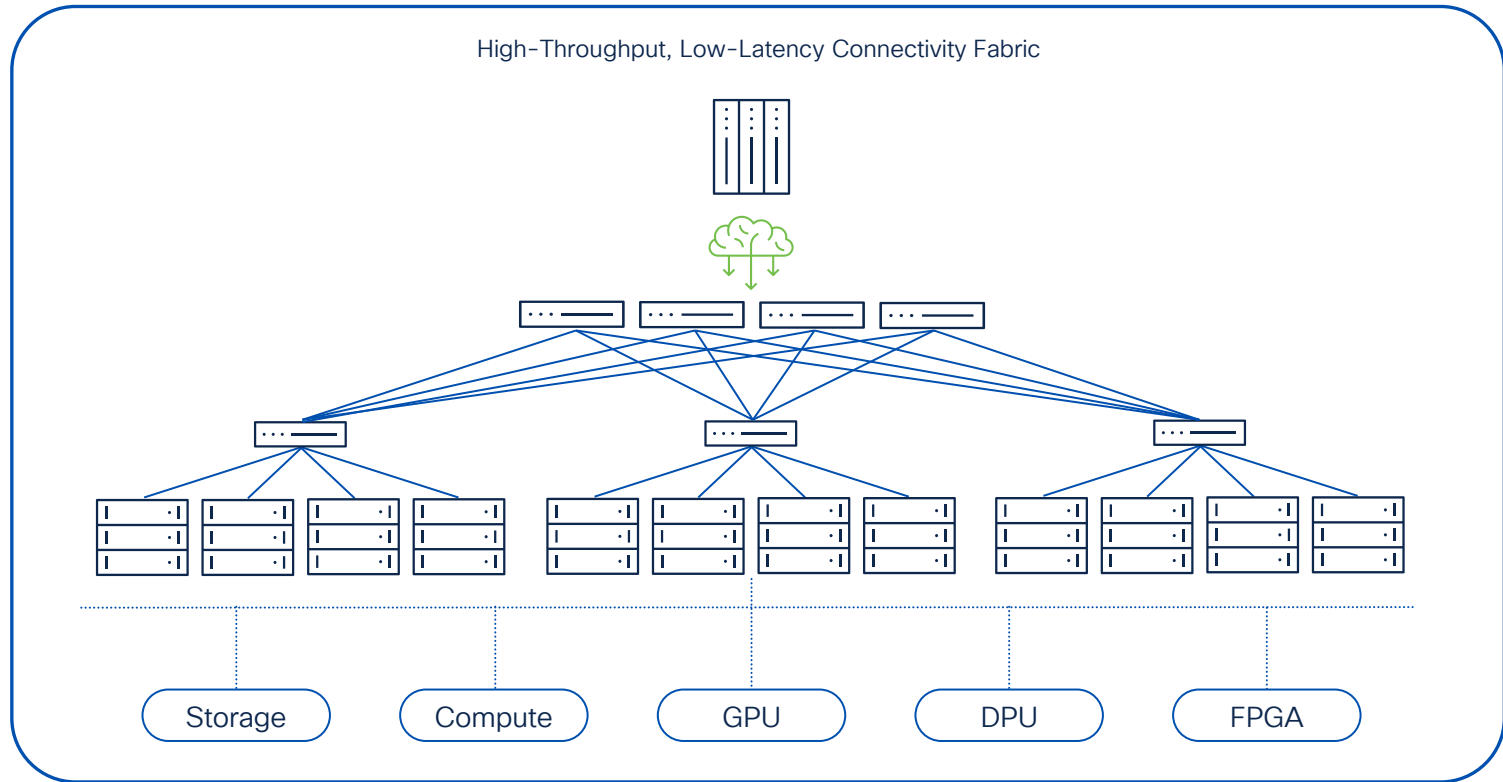 High-Throughput, Low-Latency Connectivity Fabric
Storage
Compute
GPU
DPU
FPGA